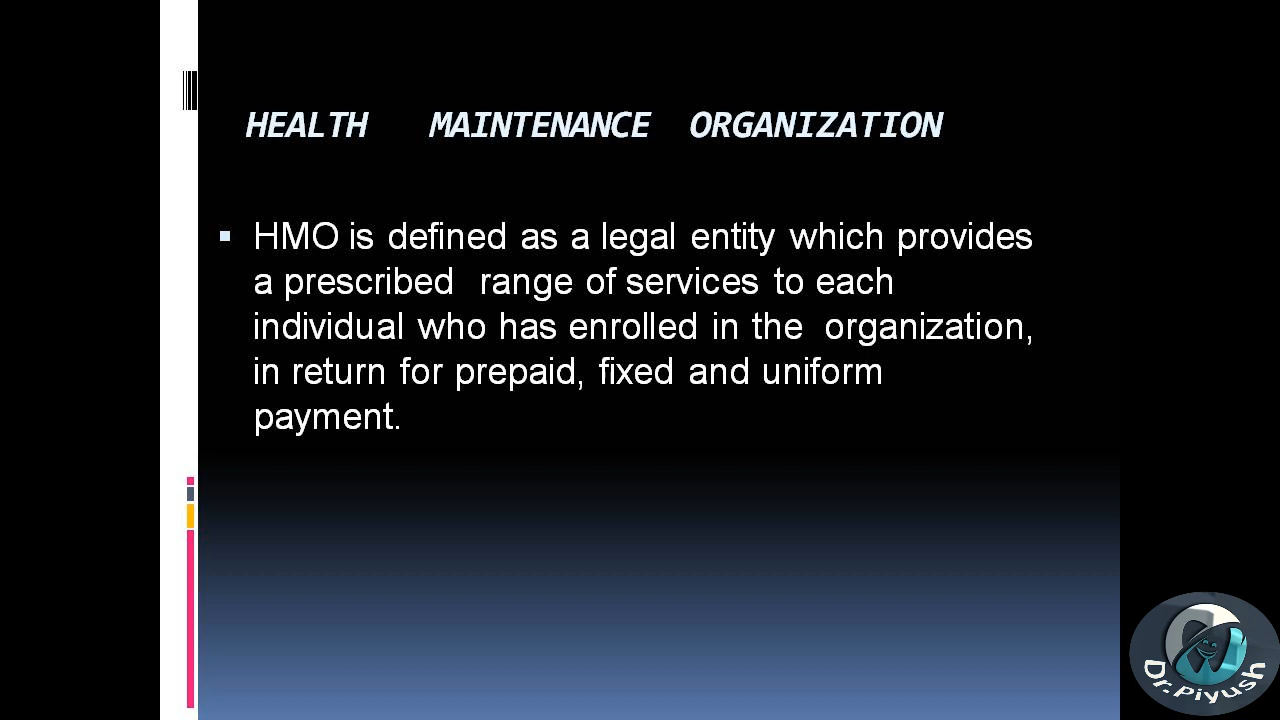 HEALTH MAINTENANCE ORGANIZATION
HMO is defined as a legal entity which provides
a prescribed range of services to each
individual who has enrolled in the organization,
in return for prepaid, fixed and uniform
payment.
Dr.Piyush